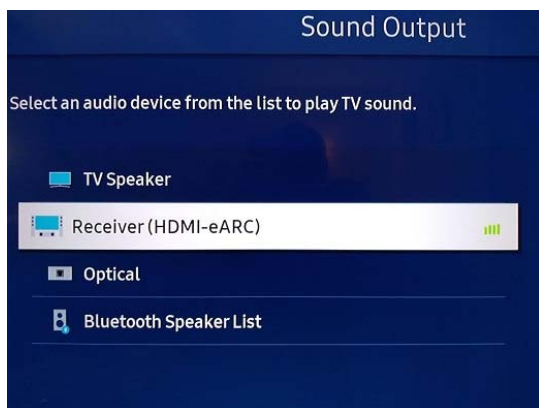 Sound Output
Select an audio device from the list to play TV sound.
TV Speaker
Receiver (HDMI-eARC)
Optical
Bluetooth Speaker List